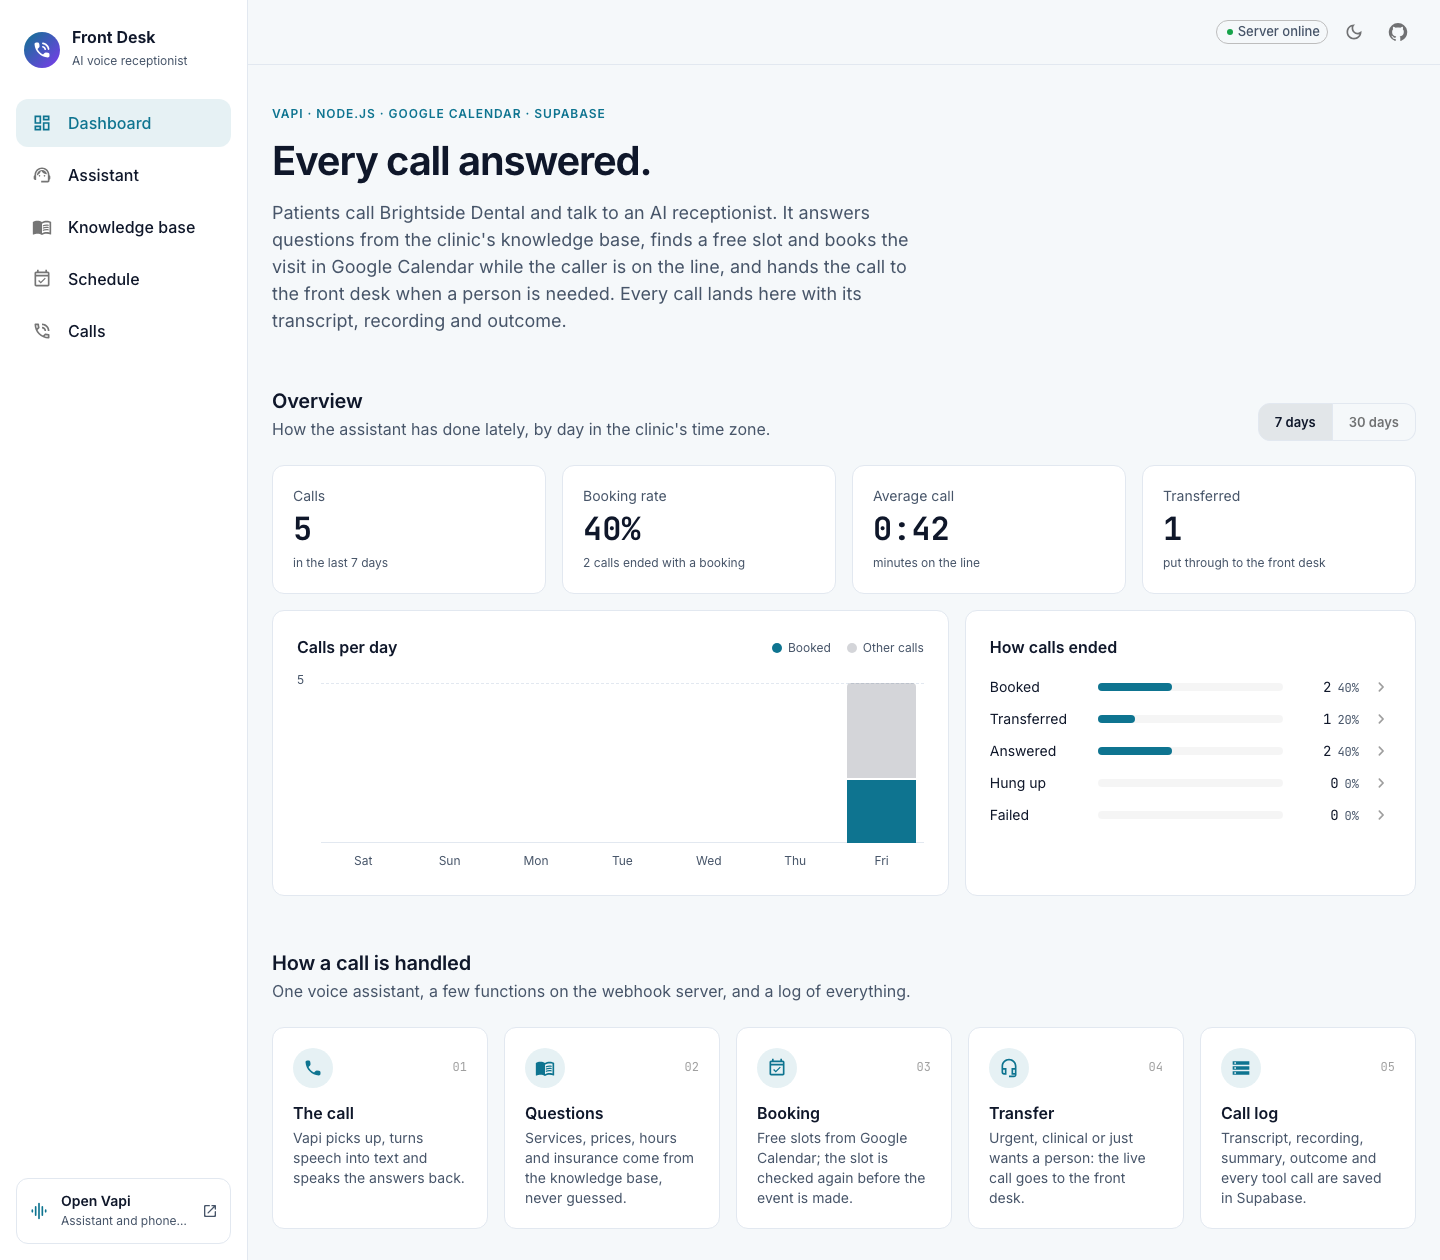 Front Desk
AI voice receptionist
Dashboard
Assistant
Knowledge base
Schedule
Calls
Open Vapi
Assistant and phone...
Server online
VAPI · NODE.JS · GOOGLE CALENDAR · SUPABASE
Every call answered.
Patients call Brightside Dental and talk to an AI receptionist. It answers
questions from the clinic's knowledge base, finds a free slot and books the
visit in Google Calendar while the caller is on the line, and hands the call to
the front desk when a person is needed. Every call lands here with its
transcript, recording and outcome.
Overview
How the assistant has done lately, by day in the clinic's time zone.
7 days
30 days
Calls
5
in the last 7 days
Booking rate
40%
2 calls ended with a booking
Average call
0:42
minutes on the line
Transferred
1
put through to the front desk
Calls per day
Booked
Other calls
5
Sat
Sun
Mon
Tue
Wed
Thu
Fri
How calls ended
Booked 2 40%
Transferred 1 20%
Answered 2 40%
Hung up 0 0%
Failed 0 0%
How a call is handled
One voice assistant, a few functions on the webhook server, and a log of everything.
01
The call
Vapi picks up, turns
speech into text and
speaks the answers back.
02
Questions
Services, prices, hours
and insurance come from
the knowledge base,
never guessed.
03
Booking
Free slots from Google
Calendar; the slot is
checked again before the
event is made.
04
Transfer
Urgent, clinical or just
wants a person: the live
call goes to the front
desk.
05
Call log
Transcript, recording,
summary, outcome and
every tool call are saved
in Supabase.